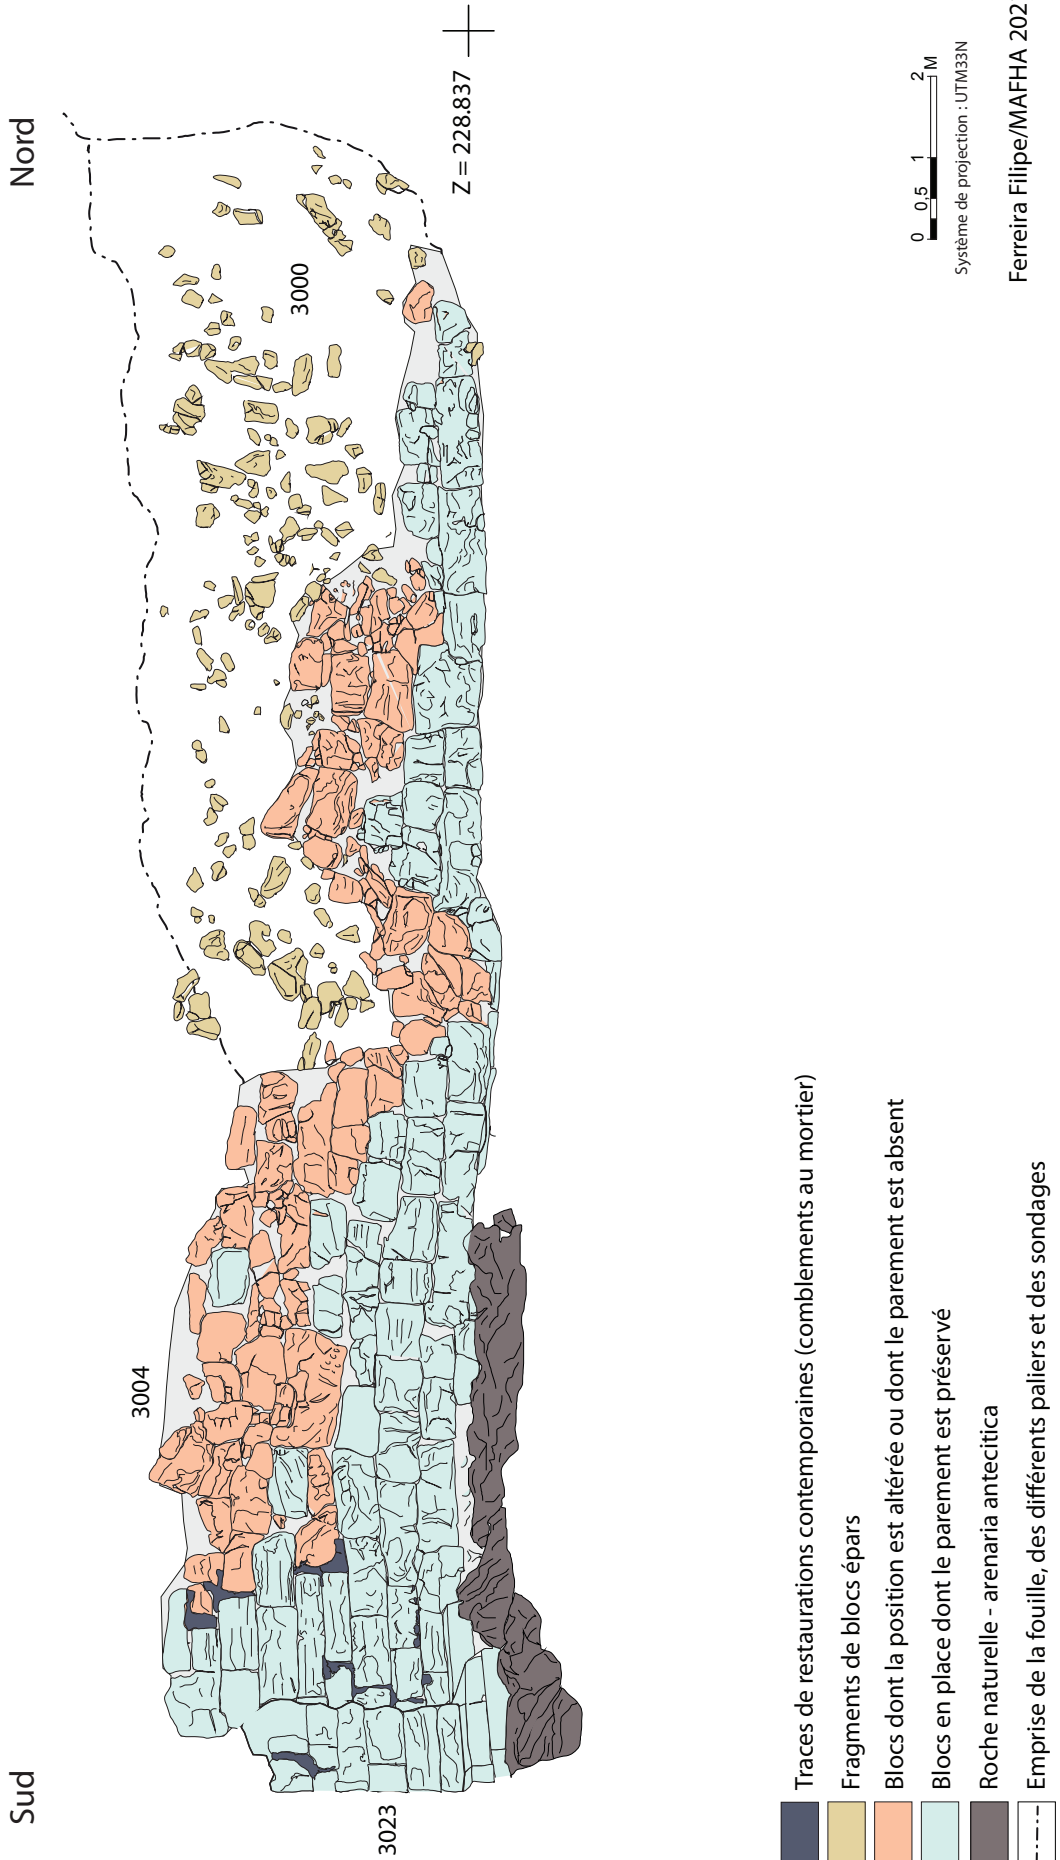 Sud
Nord
3004
3000
3023
Z = 228.837
0 0,5 1 2 M
Système de projection : UTM33N
Ferreira Filipe/MAFHA 202
Traces de restaurations contemporaines (comblements au mortier)
Fragments de blocs épars
Blocs dont la position est altérée ou dont le parement est absent
Blocs en place dont le parement est préservé
Roche naturelle - arenaria antecitica
Emprise de la fouille, des différents paliers et des sondages